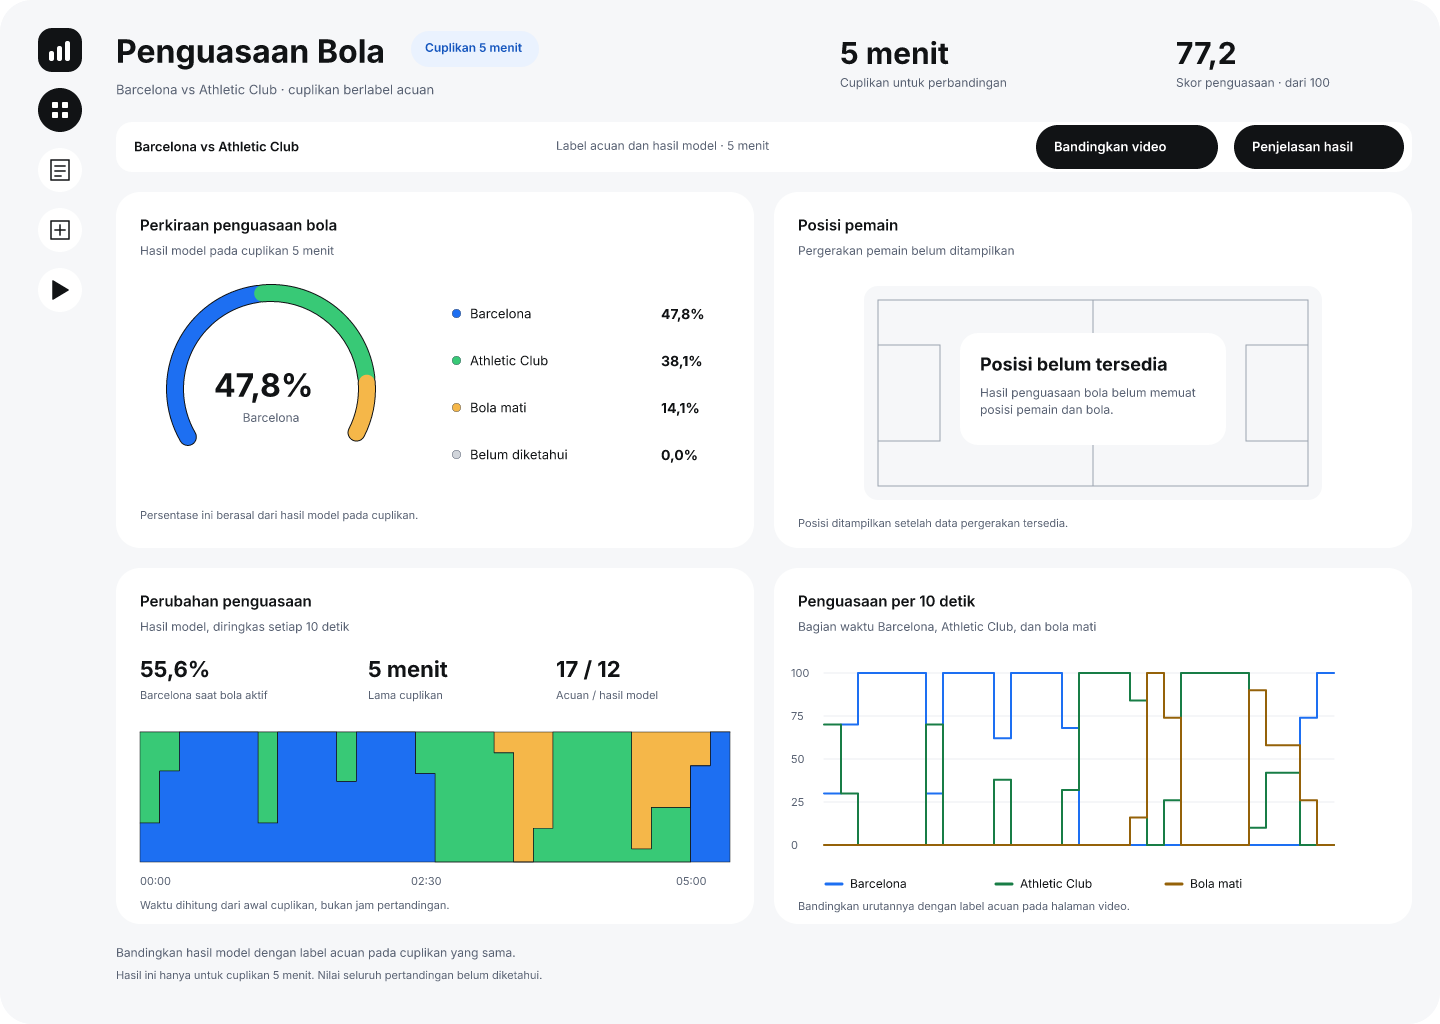 Penguasaan Bola
Cuplikan 5 menit
Barcelona vs Athletic Club · cuplikan berlabel acuan
5 menit
Cuplikan untuk perbandingan
77,2
Skor penguasaan · dari 100
Barcelona vs Athletic Club
Label acuan dan hasil model · 5 menit
Bandingkan video
Penjelasan hasil
Perkiraan penguasaan bola
Hasil model pada cuplikan 5 menit
47,8%
Barcelona
Barcelona 47,8%
Athletic Club 38,1%
Bola mati 14,1%
Belum diketahui 0,0%
Persentase ini berasal dari hasil model pada cuplikan.
Posisi pemain
Pergerakan pemain belum ditampilkan
Posisi belum tersedia
Hasil penguasaan bola belum memuat
posisi pemain dan bola.
Posisi ditampilkan setelah data pergerakan tersedia.
Perubahan penguasaan
Hasil model, diringkas setiap 10 detik
55,6%
Barcelona saat bola aktif
5 menit
Lama cuplikan
17 / 12
Acuan / hasil model
00:00 02:30 05:00
Waktu dihitung dari awal cuplikan, bukan jam pertandingan.
Penguasaan per 10 detik
Bagian waktu Barcelona, Athletic Club, dan bola mati
100
75
50
25
0
Barcelona Athletic Club Bola mati
Bandingkan urutannya dengan label acuan pada halaman video.
Bandingkan hasil model dengan label acuan pada cuplikan yang sama.
Hasil ini hanya untuk cuplikan 5 menit. Nilai seluruh pertandingan belum diketahui.